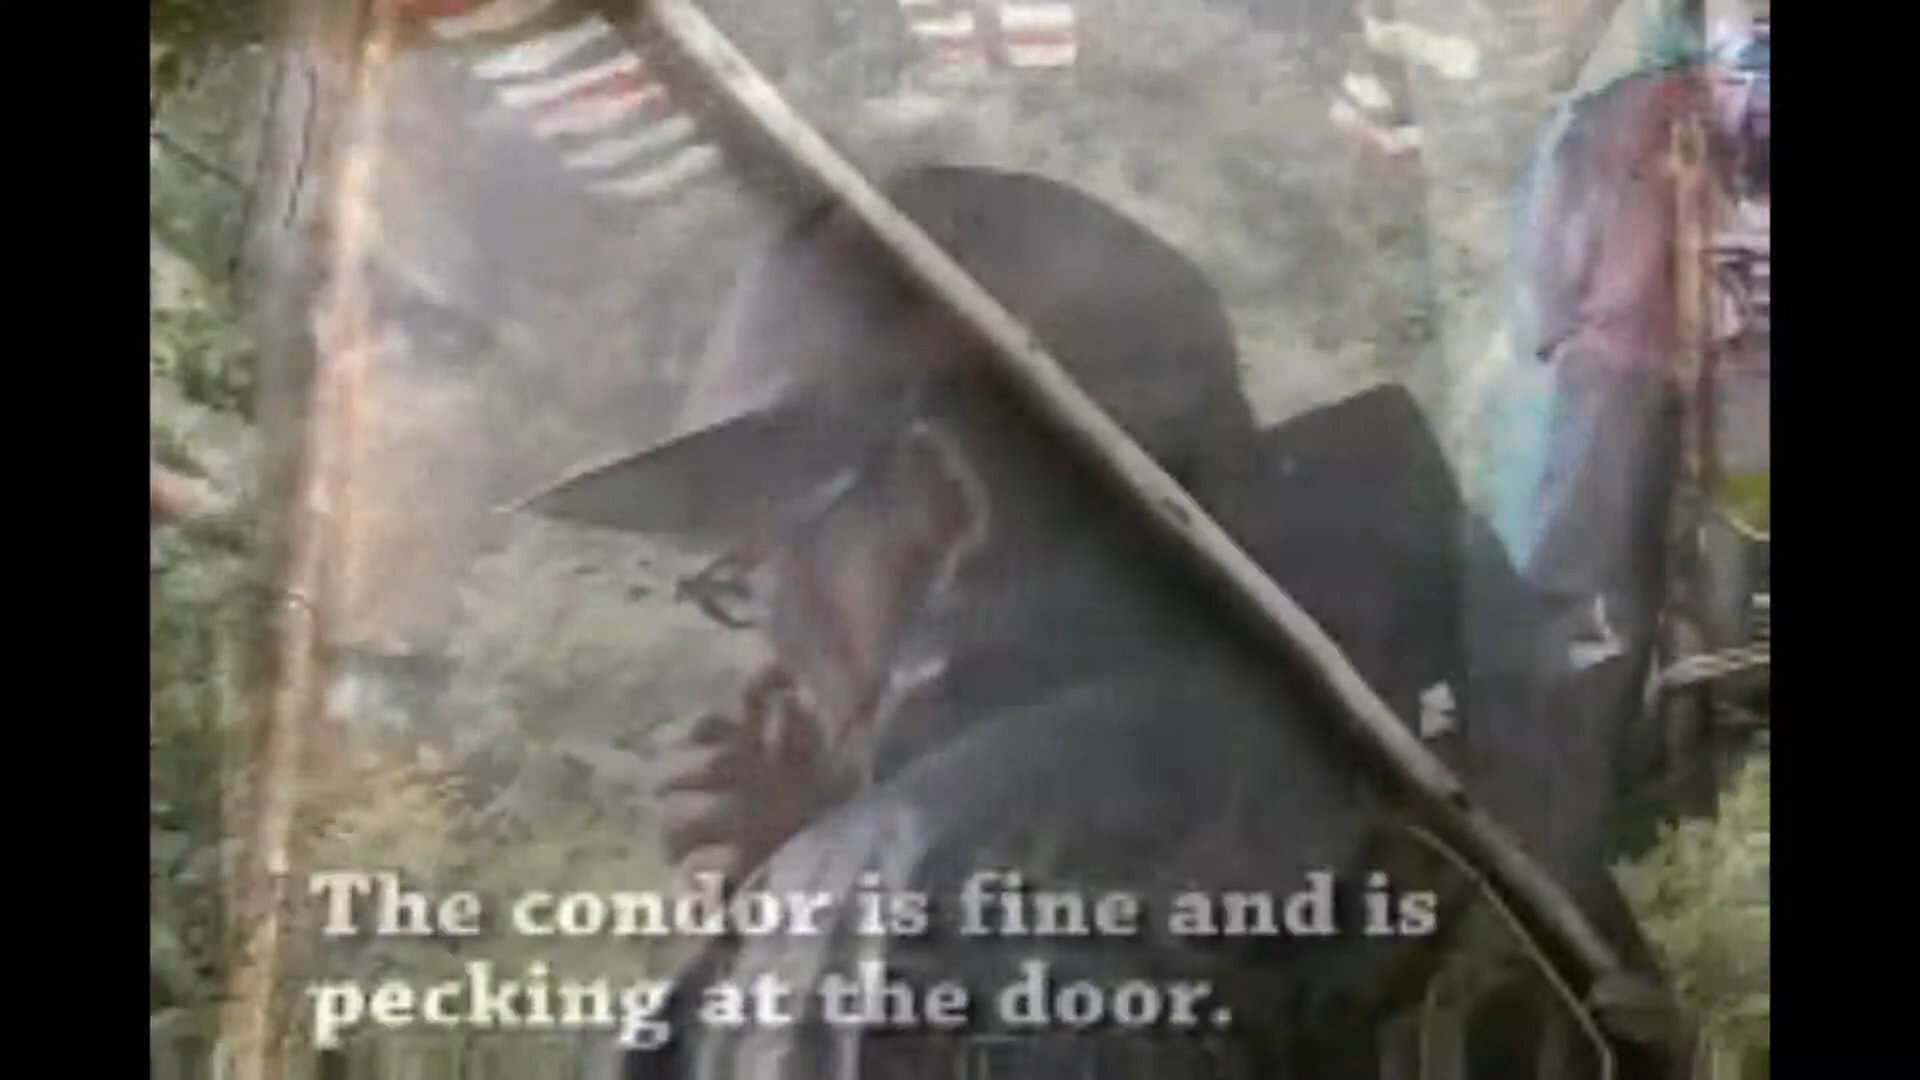 The condor is fine and is
pecking at the door.